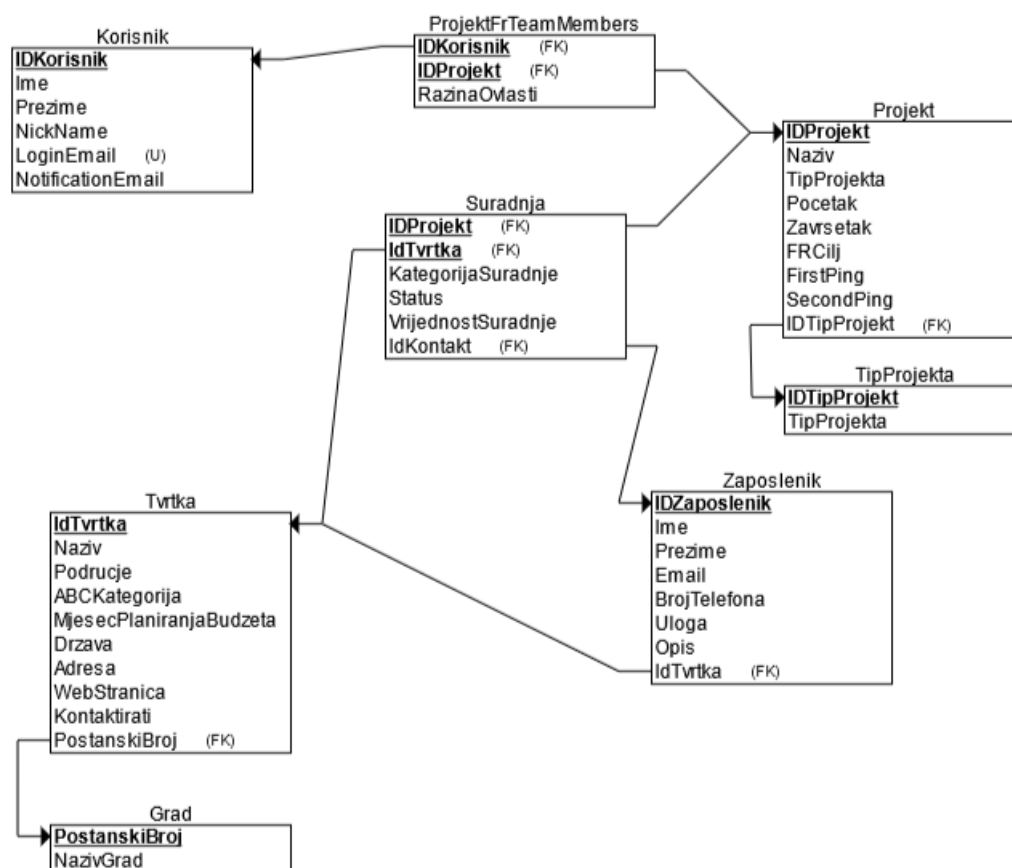 Korisnik
IDKorisnik
Ime
Prezime
NickName
LoginEmail (U)
NotificationEmail
ProjektFrTeamMembers
IDKorisnik (FK)
IDProjekt (FK)
RazinaOvlasti
Projekt
IDProjekt
Naziv
TipProjekta
Pocetak
Zavrsetak
FRCilj
FirstPing
SecondPing
IDTipProjekt (FK)
Suradnja
IDProjekt (FK)
IdTvrtka (FK)
KategorijaSuradnje
Status
VrijednostSuradnje
IdKontakt (FK)
TipProjekta
IDTipProjekt
TipProjekta
Zaposlenik
IDZaposlenik
Ime
Prezime
Email
BrojTelefona
Uloga
Opis
IdTvrtka (FK)
Tvrtka
IdTvrtka
Naziv
Podrucje
ABCKategorija
MjesecPlaniranjaBudzeta
Drzava
Adresa
WebStranica
Kontaktirati
PostanskiBroj (FK)
Grad
PostanskiBroj
NazivGrad